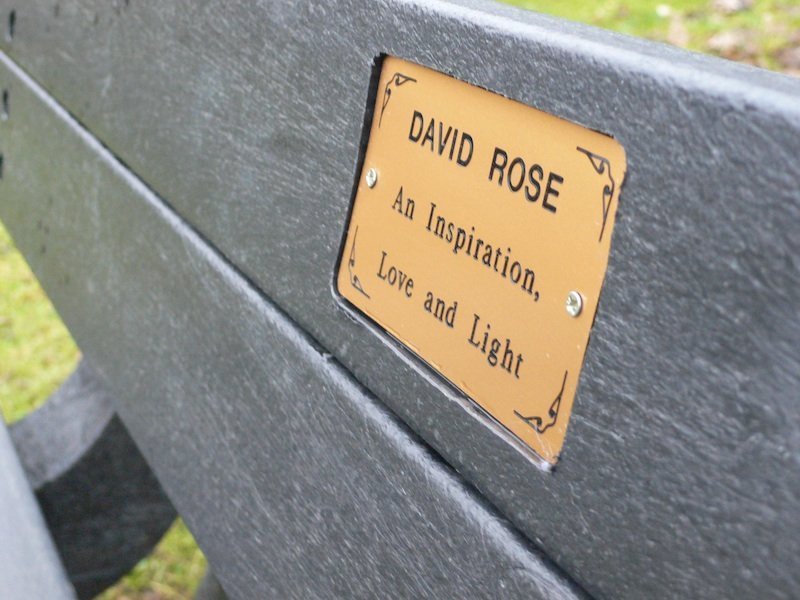 DAVID ROSE
An Inspiration,
Love and Light